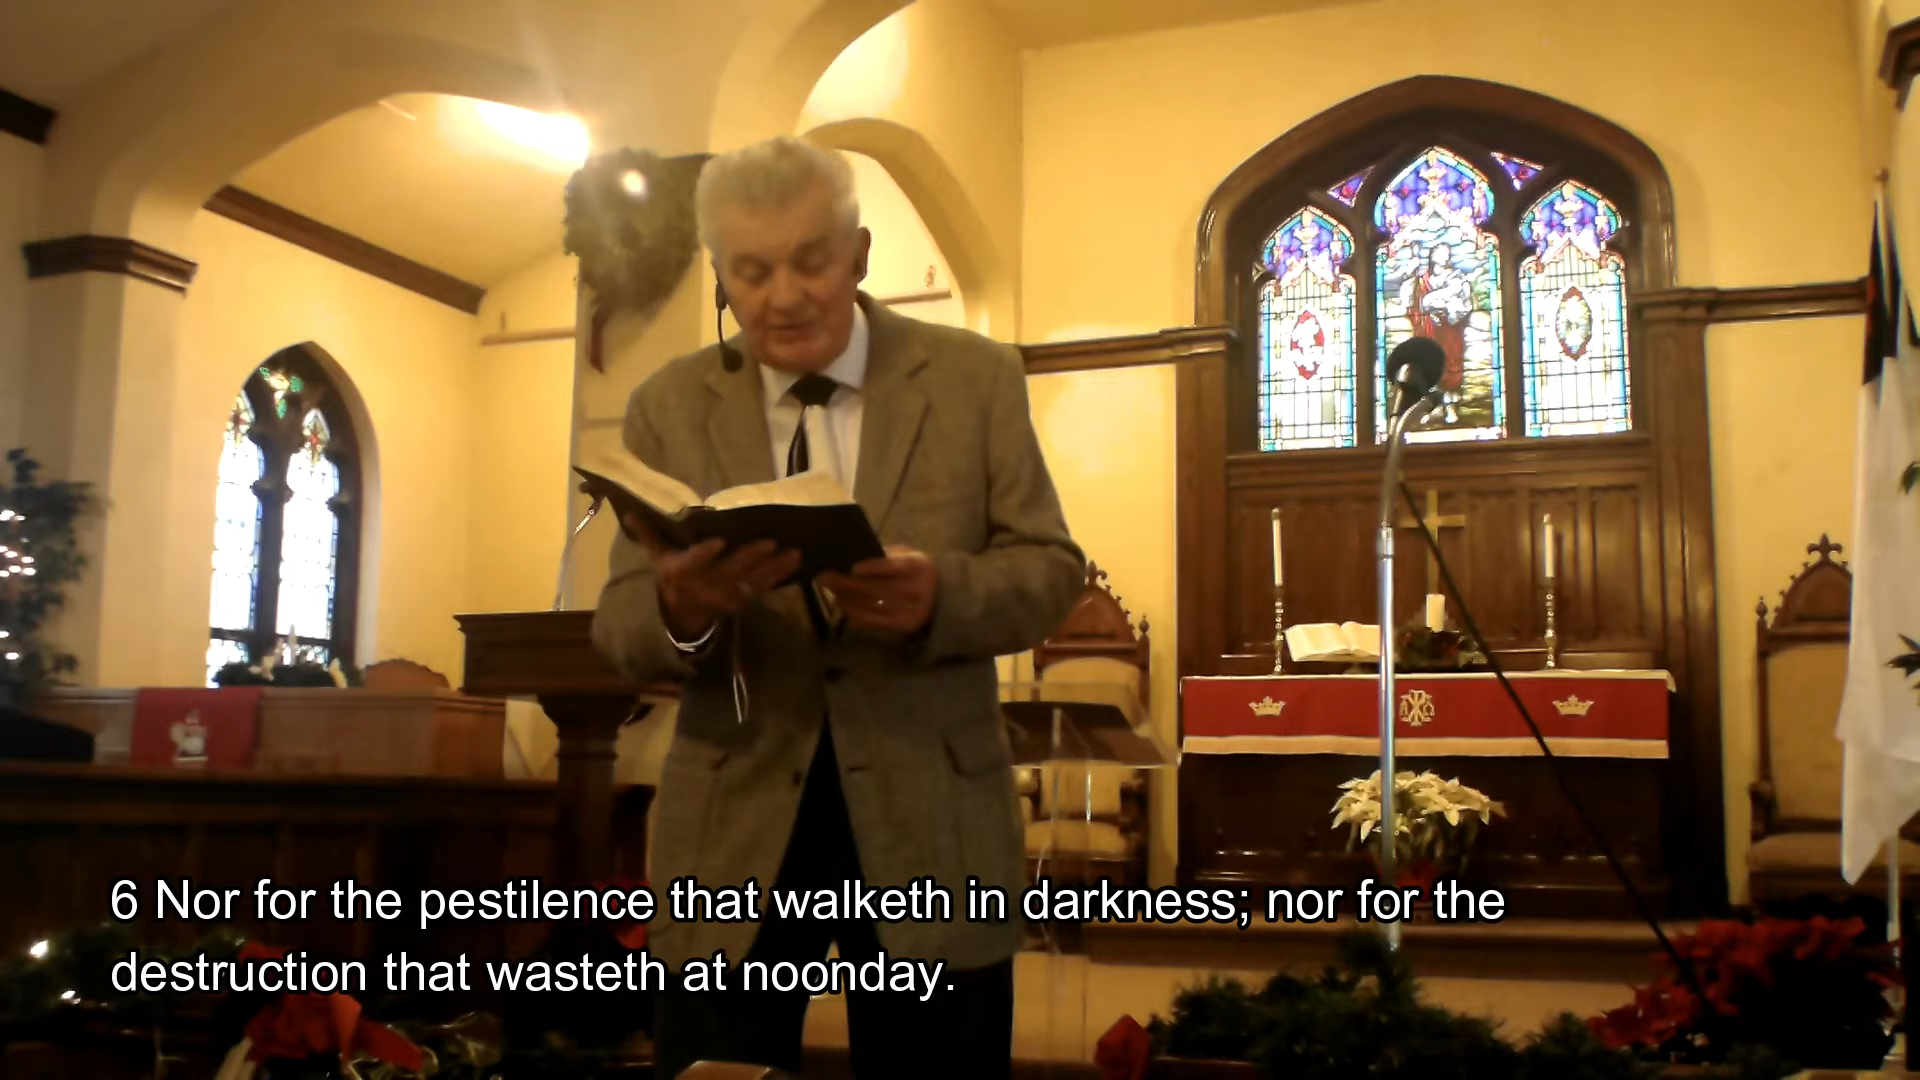 6 Nor for the pestilence that walketh in darkness; nor for the
destruction that wasteth at noonday.